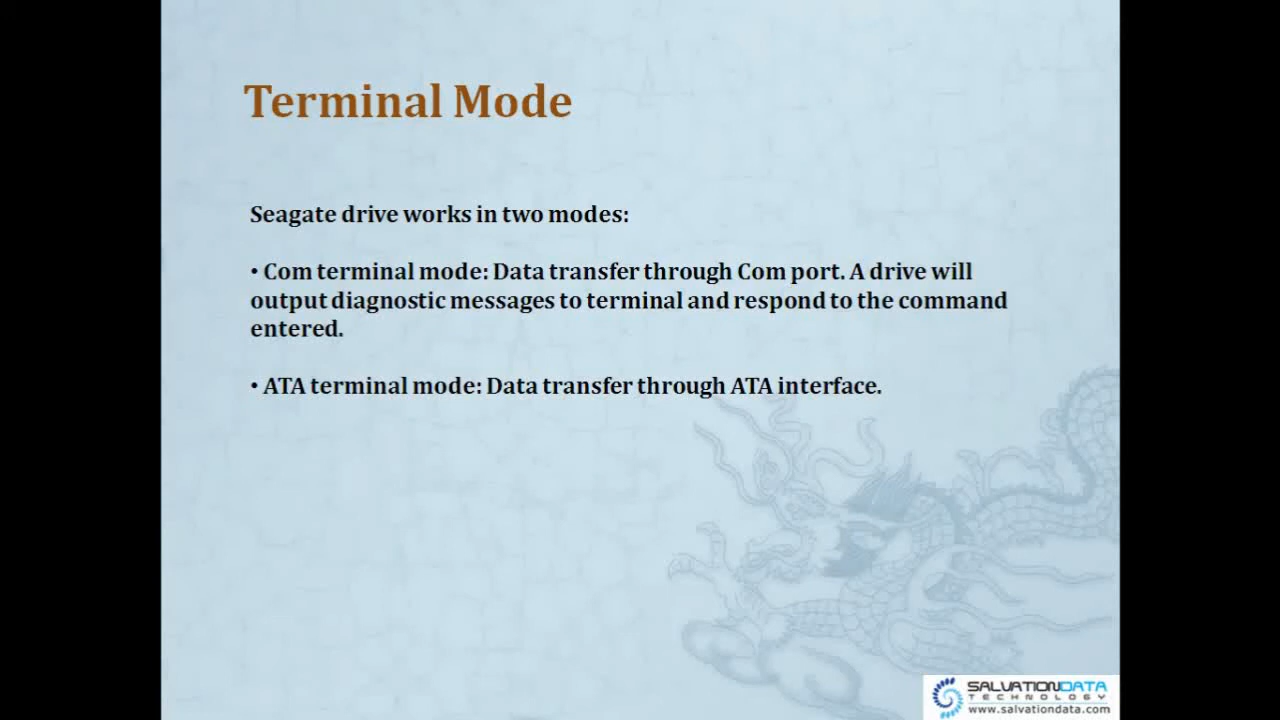 Terminal Mode
Seagate drive works in two modes:
• Com terminal mode: Data transfer through Com port. A drive will
output diagnostic messages to terminal and respond to the command
entered.
• ATA terminal mode: Data transfer through ATA interface.
SALVATIONDATA
TECHNOLOGY
www.salvationdata.com